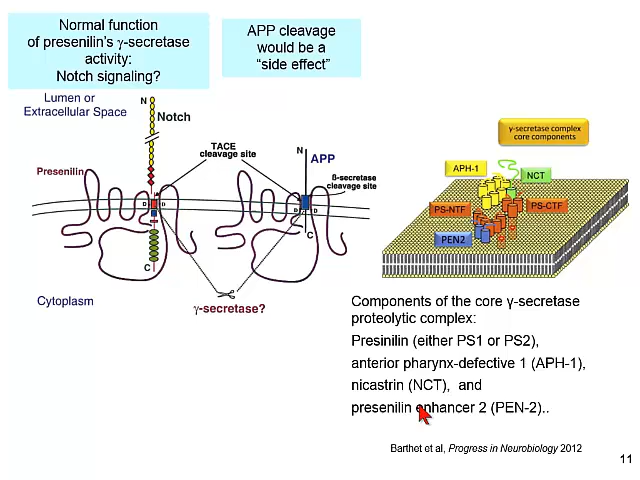 Normal function
of presenilin's γ-secretase
activity:
Notch signaling?
APP cleavage
would be a
"side effect"
Lumen or
Extracellular Space
N
Notch
TACE
cleavage site
N
APP
ß-secretase
cleavage site
Presenilin
D
D
D
D
C
C
Cytoplasm
γ-secretase?
γ-secretase complex
core components
APH-1
NCT
PS-NTF
PS-CTF
PEN2
Components of the core γ-secretase
proteolytic complex:
Presinilin (either PS1 or PS2),
anterior pharynx-defective 1 (APH-1),
nicastrin (NCT), and
presenilin enhancer 2 (PEN-2)..
Barthet et al, Progress in Neurobiology 2012
11